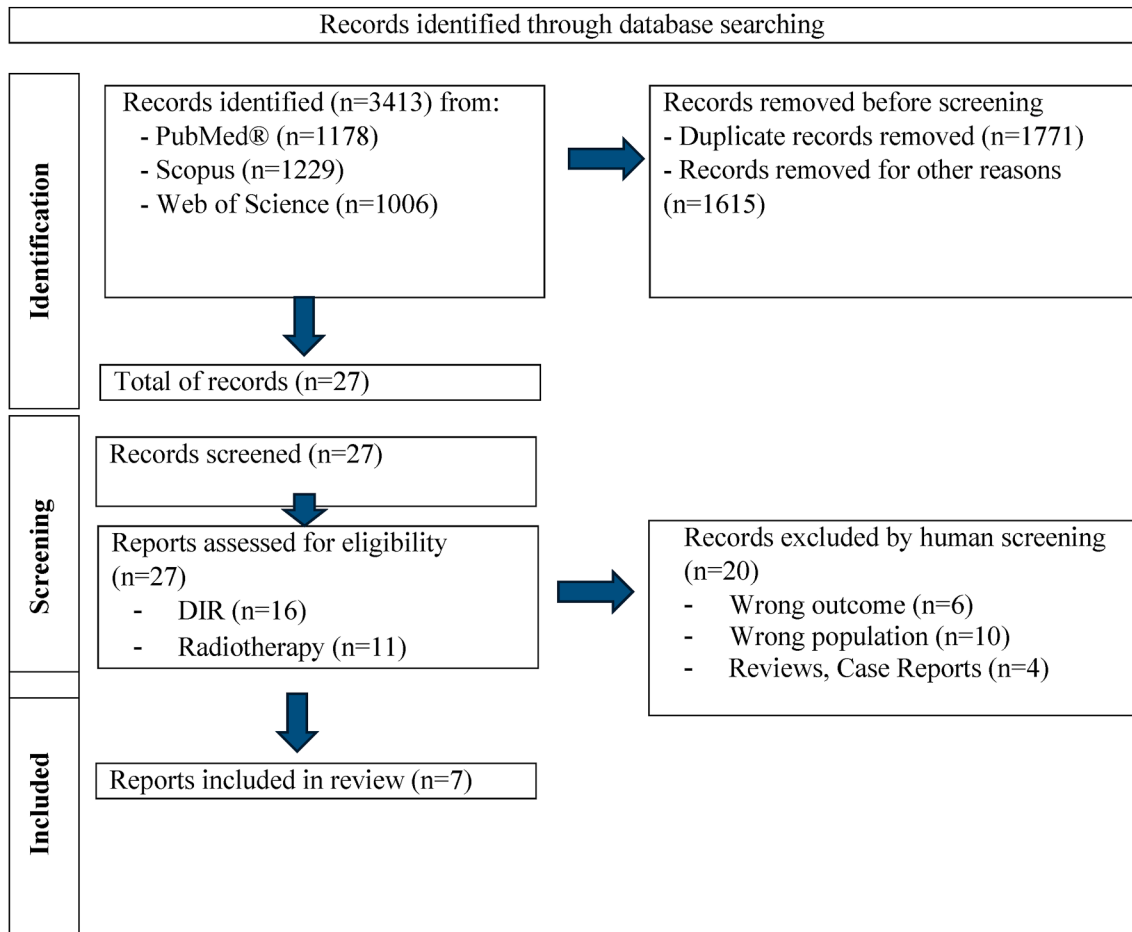 Records identified through database searching
Identification
Records identified (n=3413) from:
- PubMed® (n=1178)
- Scopus (n=1229)
- Web of Science (n=1006)
Records removed before screening
- Duplicate records removed (n=1771)
- Records removed for other reasons
(n=1615)
Total of records (n=27)
Screening
Records screened (n=27)
Reports assessed for eligibility
(n=27)
- DIR (n=16)
- Radiotherapy (n=11)
Records excluded by human screening
(n=20)
- Wrong outcome (n=6)
- Wrong population (n=10)
- Reviews, Case Reports (n=4)
Included
Reports included in review (n=7)